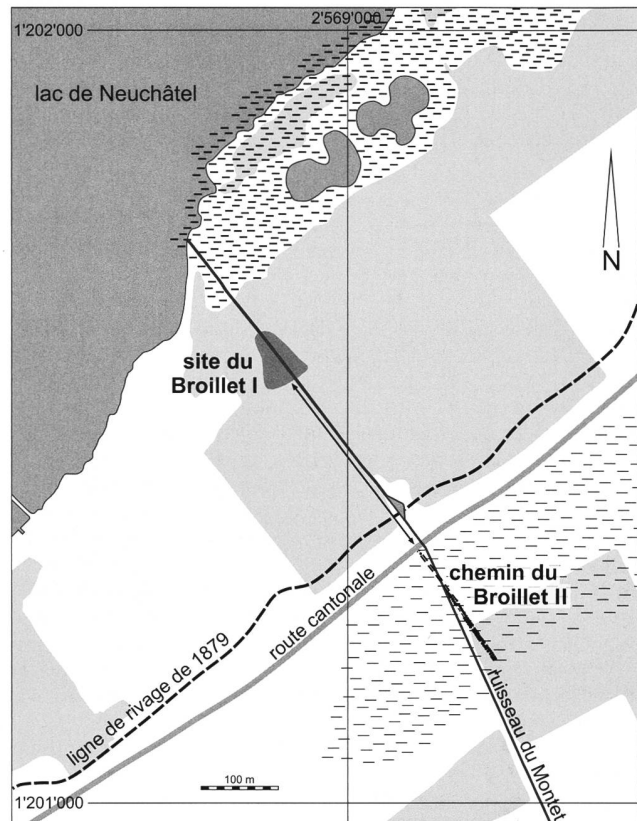 1'202'000
2'569'000
lac de Neuchâtel
N
site du
Broillet I
chemin du
Broillet II
route cantonale
ligne de rivage de 1879
ruisseau du Montet
100 m
1'201'000